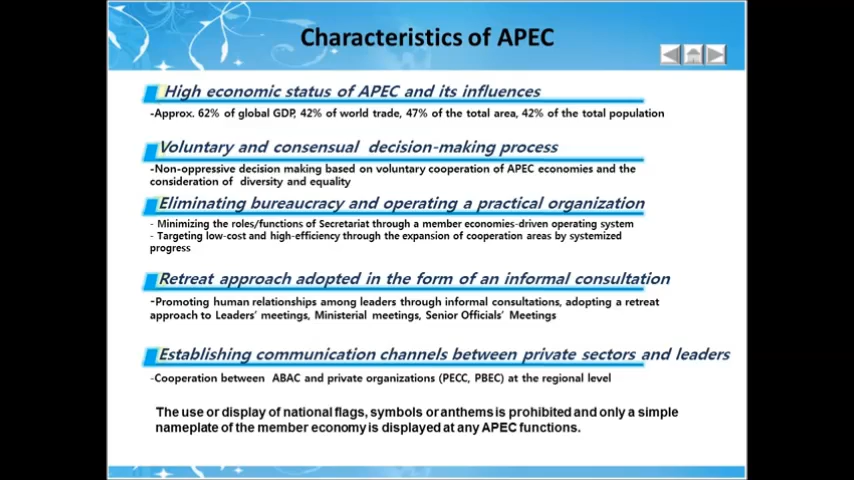 Characteristics of APEC
High economic status of APEC and its influences
-Approx. 62% of global GDP, 42% of world trade, 47% of the total area, 42% of the total population
Voluntary and consensual decision-making process
-Non-oppressive decision making based on voluntary cooperation of APEC economies and the
consideration of diversity and equality
Eliminating bureaucracy and operating a practical organization
- Minimizing the roles/functions of Secretariat through a member economies-driven operating system
- Targeting low-cost and high-efficiency through the expansion of cooperation areas by systemized
progress
Retreat approach adopted in the form of an informal consultation
-Promoting human relationships among leaders through informal consultations, adopting a retreat
approach to Leaders' meetings, Ministerial meetings, Senior Officials' Meetings
Establishing communication channels between private sectors and leaders
-Cooperation between ABAC and private organizations (PECC, PBEC) at the regional level
The use or display of national flags, symbols or anthems is prohibited and only a simple
nameplate of the member economy is displayed at any APEC functions.